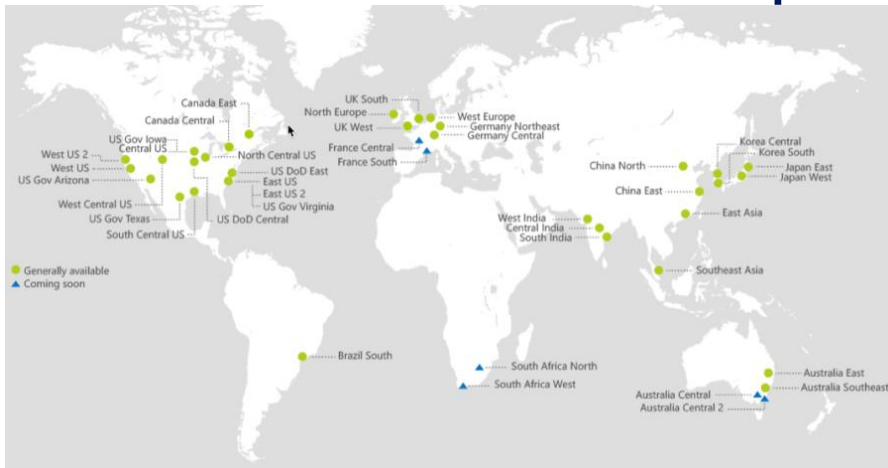 Canada East
Canada Central
US Gov Iowa
Central US
West US 2
West US
US Gov Arizona
West Central US
US Gov Texas
South Central US
North Central US
US DoD East
East US
East US 2
US Gov Virginia
US DoD Central
Generally available
Coming soon
Brazil South
UK South
North Europe
UK West
West Europe
Germany Northeast
Germany Central
France Central
France South
South Africa North
South Africa West
West India
Central India
South India
China North
China East
Korea Central
Korea South
Japan East
Japan West
East Asia
Southeast Asia
Australia East
Australia Southeast
Australia Central
Australia Central 2